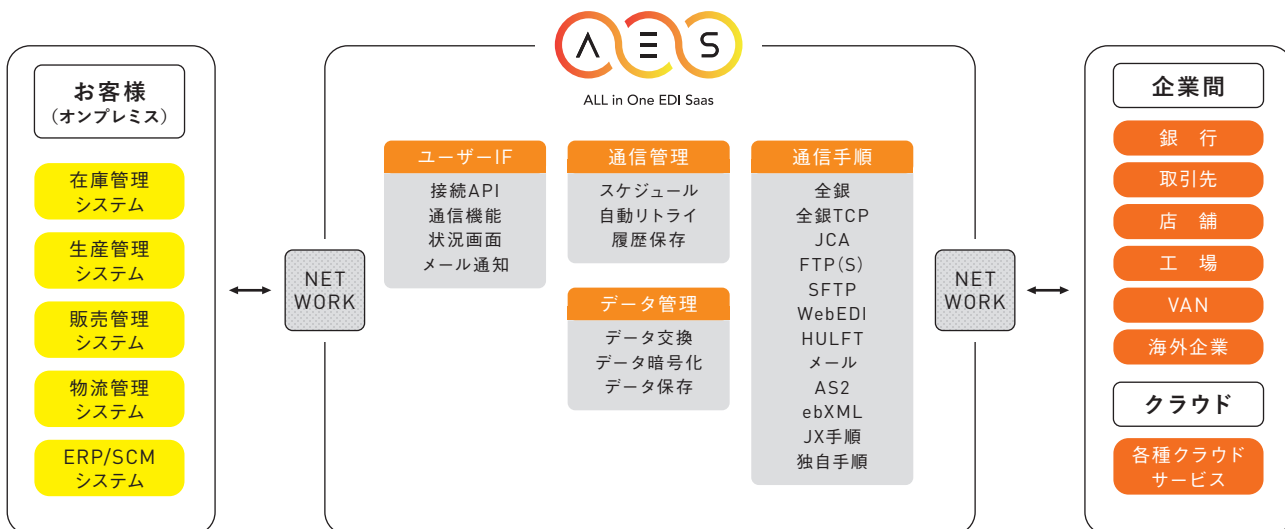 お客様
（オンプレミス）
在庫管理
システム
生産管理
システム
販売管理
システム
物流管理
システム
ERP/SCM
システム
NET
WORK
AES
ALL in One EDI Saas
ユーザーIF
接続API
通信機能
状況画面
メール通知
通信管理
スケジュール
自動リトライ
履歴保存
データ管理
データ交換
データ暗号化
データ保存
通信手順
全銀
全銀TCP
JCA
FTP(S)
SFTP
WebEDI
HULFT
メール
AS2
ebXML
JX手順
独自手順
NET
WORK
企業間
銀　行
取引先
店　舗
工　場
VAN
海外企業
クラウド
各種クラウド
サービス